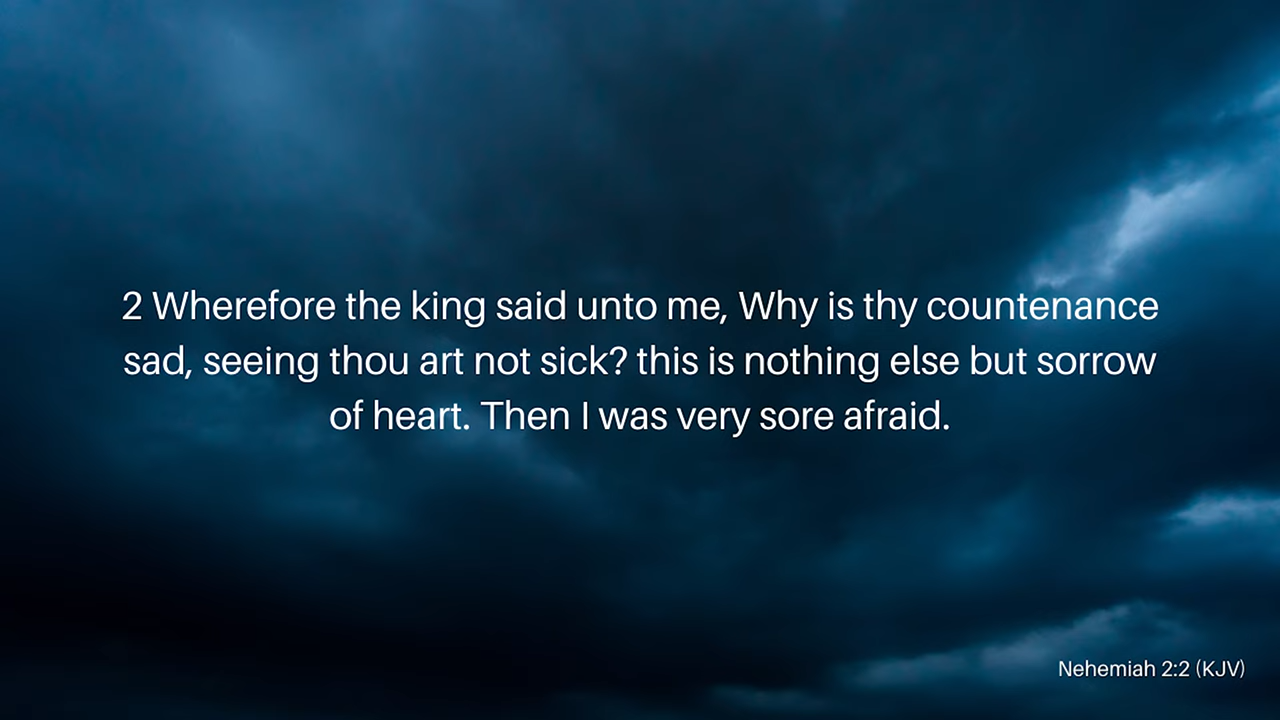 2 Wherefore the king said unto me, Why is thy countenance
sad, seeing thou art not sick? this is nothing else but sorrow
of heart. Then I was very sore afraid.
Nehemiah 2:2 (KJV)